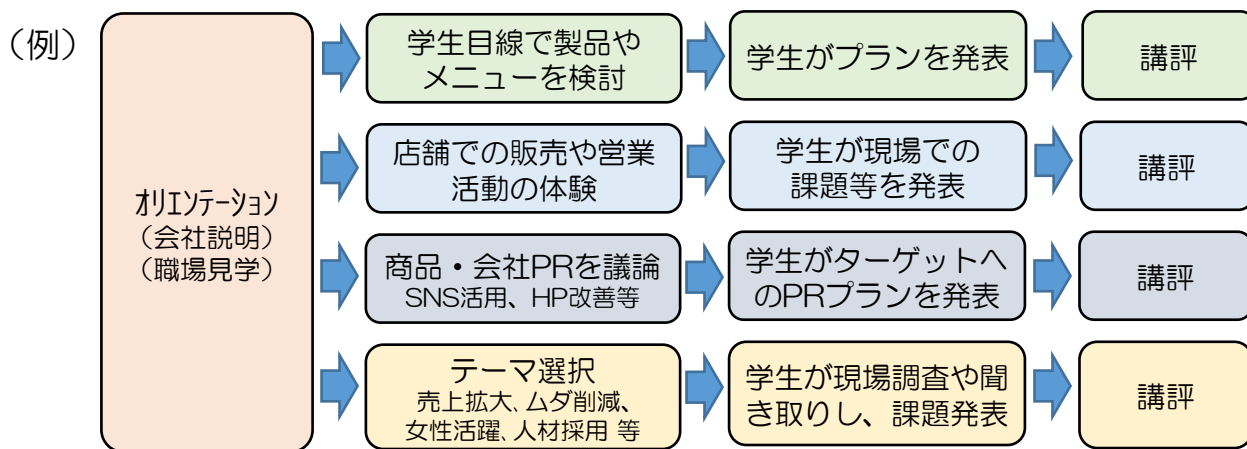 （例）
ｵﾘｴﾝﾃｰｼｮﾝ
（会社説明）
（職場見学）
学生目線で製品や
メニューを検討
学生がプランを発表
講評
店舗での販売や営業
活動の体験
学生が現場での
課題等を発表
講評
商品・会社PRを議論
SNS活用、HP改善等
学生がターゲットへ
のPRプランを発表
講評
テーマ選択
売上拡大、ムダ削減、
女性活躍、人材採用 等
学生が現場調査や聞
き取りし、課題発表
講評